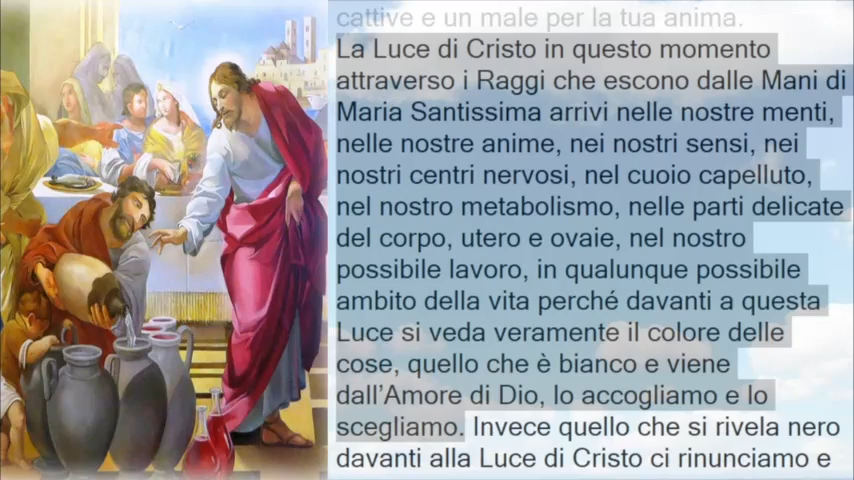 cattive e un male per la tua anima.
La Luce di Cristo in questo momento
attraverso i Raggi che escono dalle Mani di
Maria Santissima arrivi nelle nostre menti,
nelle nostre anime, nei nostri sensi, nei
nostri centri nervosi, nel cuoio capelluto,
nel nostro metabolismo, nelle parti delicate
del corpo, utero e ovaie, nel nostro
possibile lavoro, in qualunque possibile
ambito della vita perché davanti a questa
Luce si veda veramente il colore delle
cose, quello che è bianco e viene
dall'Amore di Dio, lo accogliamo e lo
scegliamo. Invece quello che si rivela nero
davanti alla Luce di Cristo ci rinunciamo e